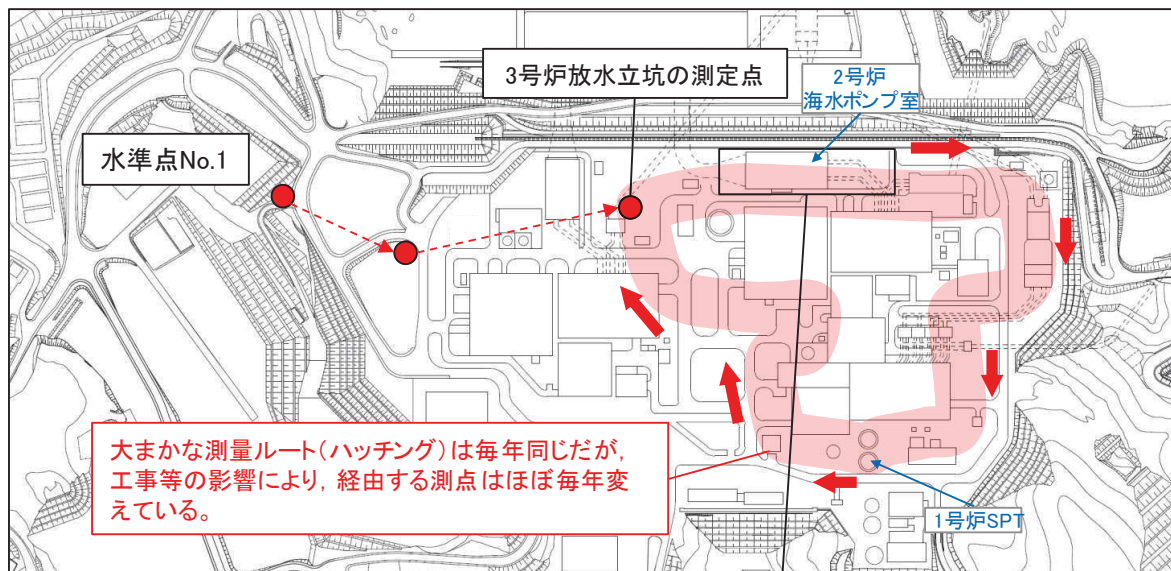 3号炉放水立坑の測定点
2号炉
海水ポンプ室
水準点No.1
大まかな測量ルート(ハッチング)は毎年同じだが,
工事等の影響により, 経由する測点はほぼ毎年変
えている。
1号炉SPT